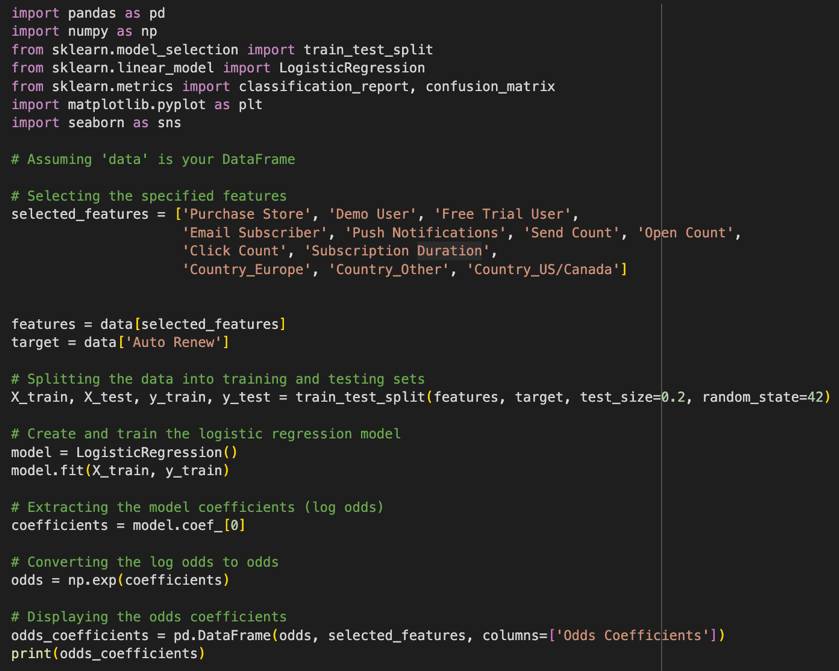 import pandas as pd
import numpy as np
from sklearn.model_selection import train_test_split
from sklearn.linear_model import LogisticRegression
from sklearn.metrics import classification_report, confusion_matrix
import matplotlib.pyplot as plt
import seaborn as sns

# Assuming 'data' is your DataFrame

# Selecting the specified features
selected_features = ['Purchase Store', 'Demo User', 'Free Trial User',
                     'Email Subscriber', 'Push Notifications', 'Send Count', 'Open Count',
                     'Click Count', 'Subscription Duration',
                     'Country_Europe', 'Country_Other', 'Country_US/Canada']


features = data[selected_features]
target = data['Auto Renew']

# Splitting the data into training and testing sets
X_train, X_test, y_train, y_test = train_test_split(features, target, test_size=0.2, random_state=42)

# Create and train the logistic regression model
model = LogisticRegression()
model.fit(X_train, y_train)

# Extracting the model coefficients (log odds)
coefficients = model.coef_[0]

# Converting the log odds to odds
odds = np.exp(coefficients)

# Displaying the odds coefficients
odds_coefficients = pd.DataFrame(odds, selected_features, columns=['Odds Coefficients'])
print(odds_coefficients)